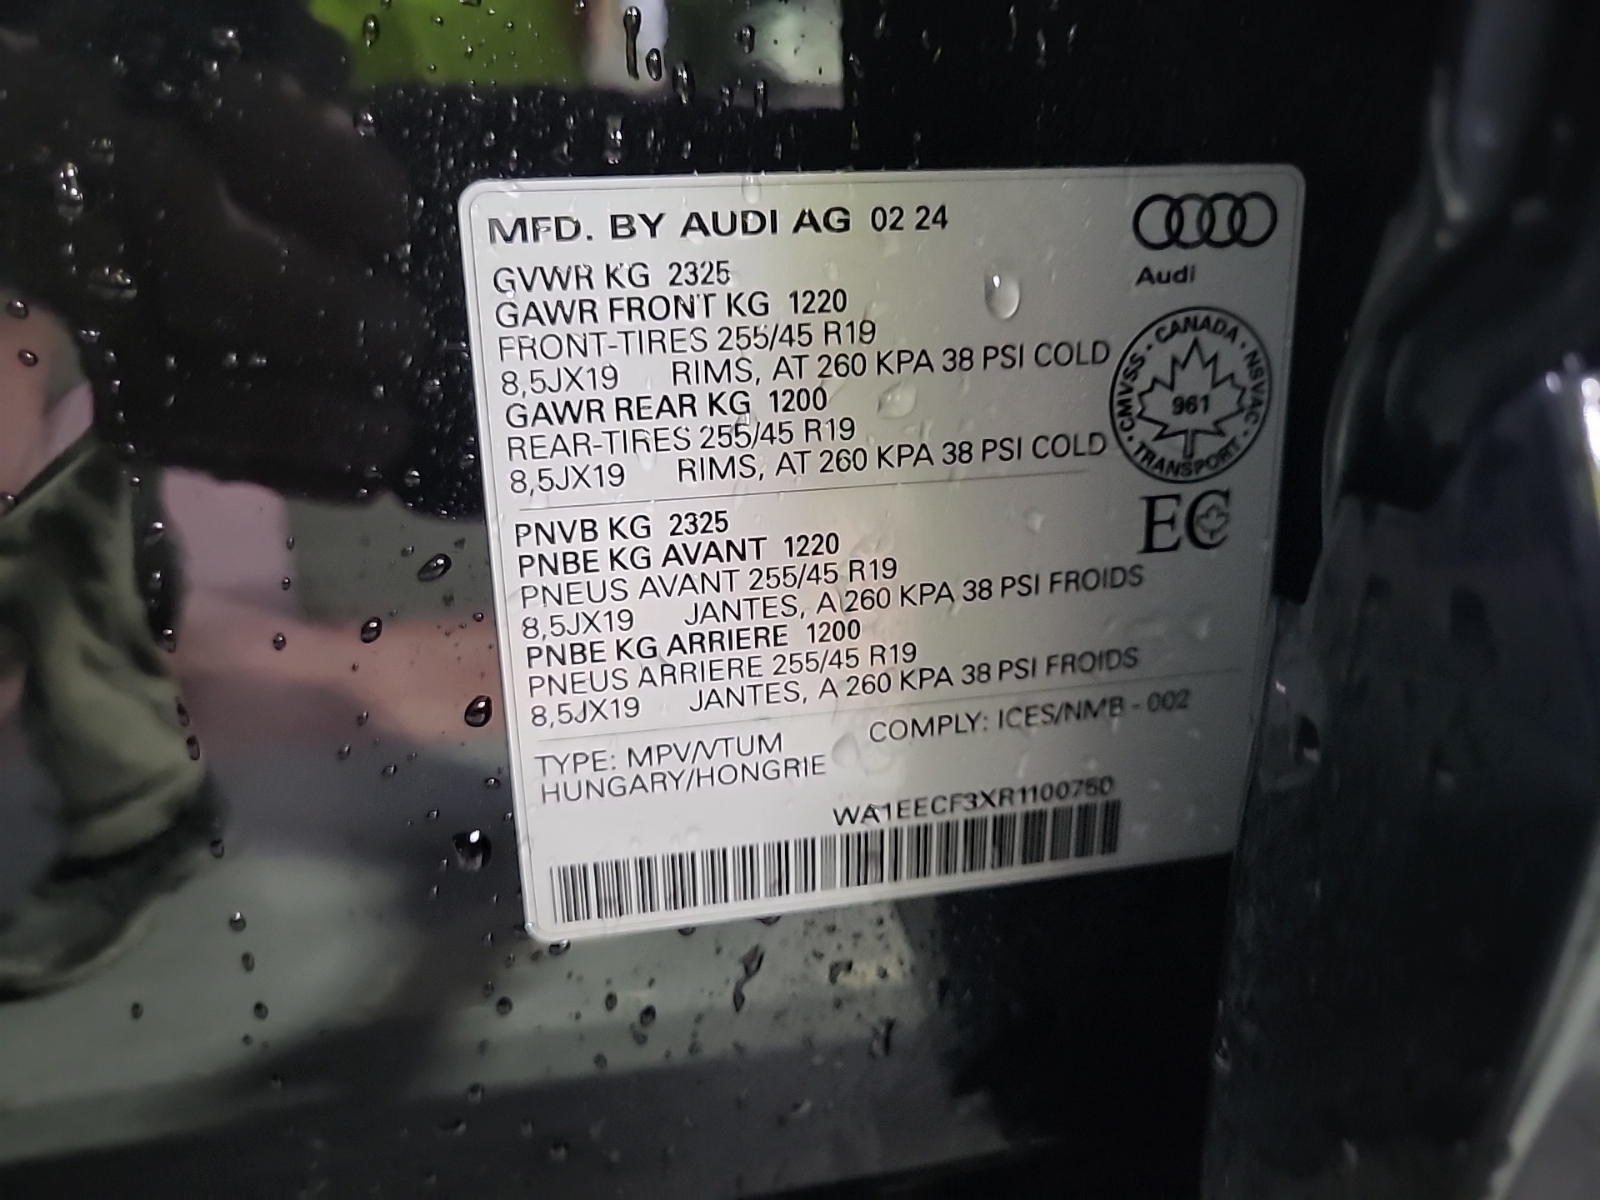 MFD. BY AUDI AG 02 24
Audi
GVWR KG 2325
GAWR FRONT KG 1220
FRONT-TIRES 255/45 R19
8,5JX19 RIMS, AT 260 KPA 38 PSI COLD
GAWR REAR KG 1200
REAR-TIRES 255/45 R19
8,5JX19 RIMS, AT 260 KPA 38 PSI COLD
CANADA · NSVAC · TRANSPORT · CMVSS ·
961
EC
PNVB KG 2325
PNBE KG AVANT 1220
PNEUS AVANT 255/45 R19
8,5JX19 JANTES, A 260 KPA 38 PSI FROIDS
PNBE KG ARRIERE 1200
PNEUS ARRIERE 255/45 R19
8,5JX19 JANTES, A 260 KPA 38 PSI FROIDS
TYPE: MPV/VTUM COMPLY: ICES/NMB - 002
HUNGARY/HONGRIE
WA1EECF3XR1100750